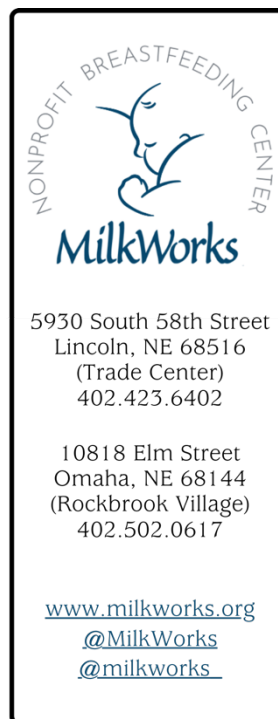 NONPROFIT BREASTFEEDING CENTER
MilkWorks
5930 South 58th Street
Lincoln, NE 68516
(Trade Center)
402.423.6402
10818 Elm Street
Omaha, NE 68144
(Rockbrook Village)
402.502.0617
www.milkworks.org
@MilkWorks
@milkworks_